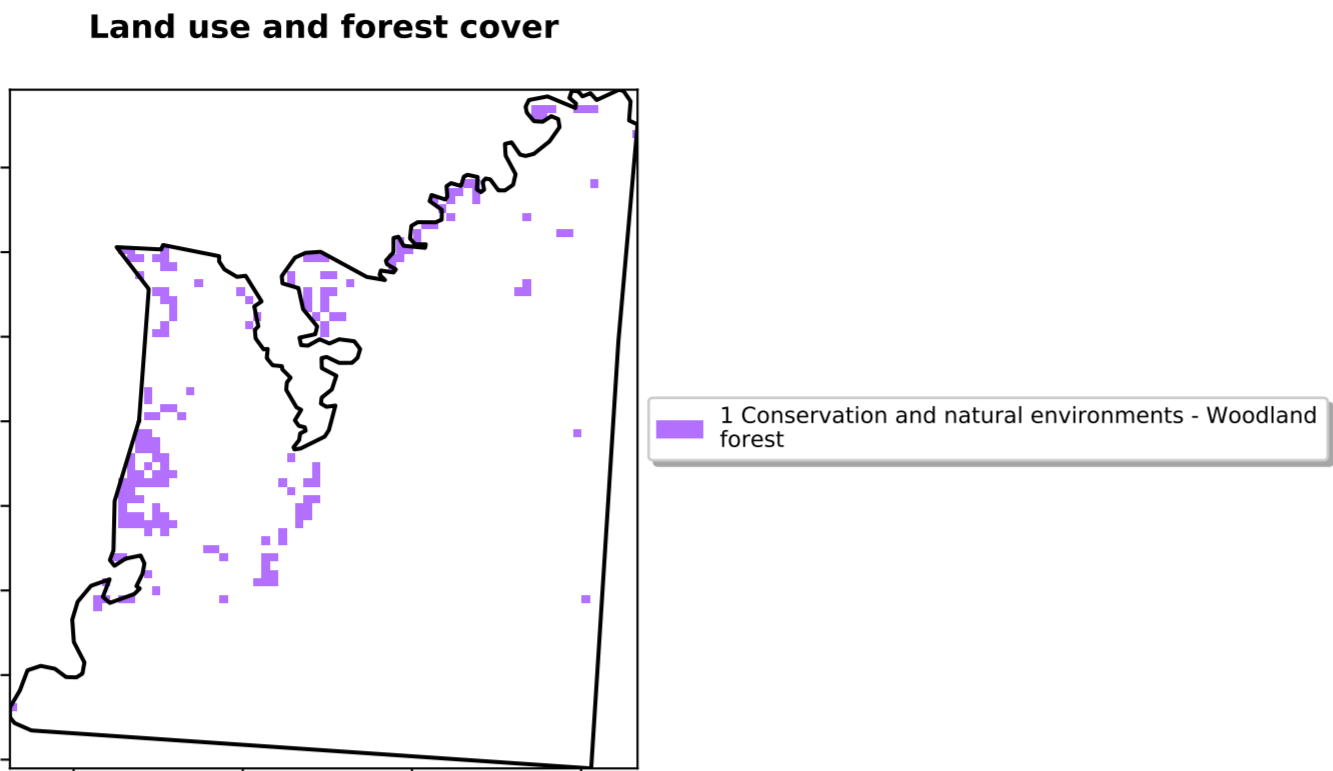 Land use and forest cover
1 Conservation and natural environments - Woodland
forest